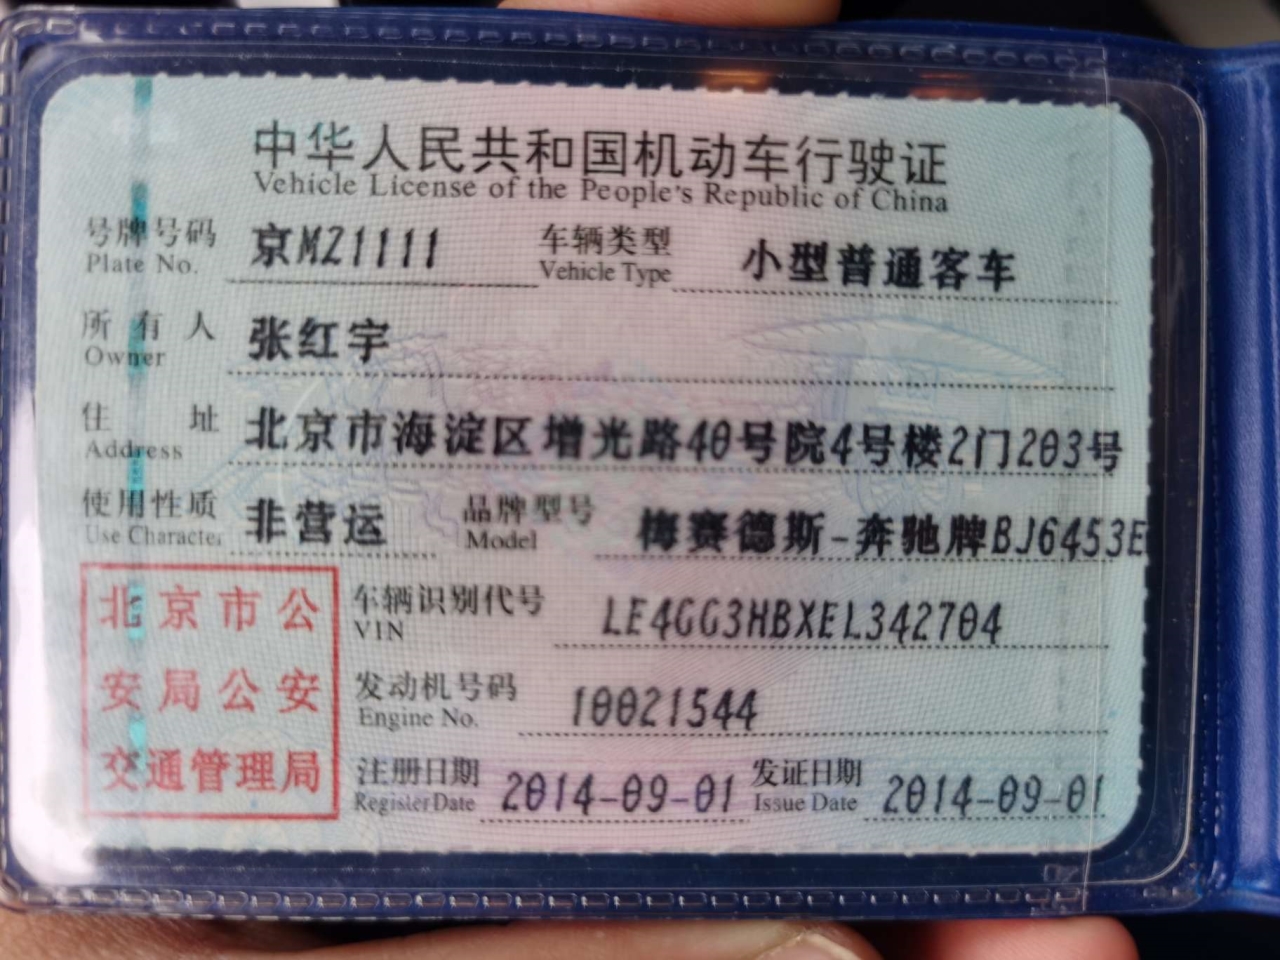 中华人民共和国机动车行驶证
Vehicle License of the People's Republic of China
号牌号码 京MZ1111 车辆类型 小型普通客车
Plate No. Vehicle Type
所有人 张红宇
Owner
住址 北京市海淀区增光路40号院4号楼2门203号
Address
使用性质 非营运 品牌型号 梅赛德斯-奔驰牌BJ6453E
Use Character Model
北京市公
安局公安
交通管理局
车辆识别代号 LE4GG3HBXEL342704
VIN
发动机号码 10021544
Engine No.
注册日期 2014-09-01 发证日期 2014-09-01
Register Date Issue Date